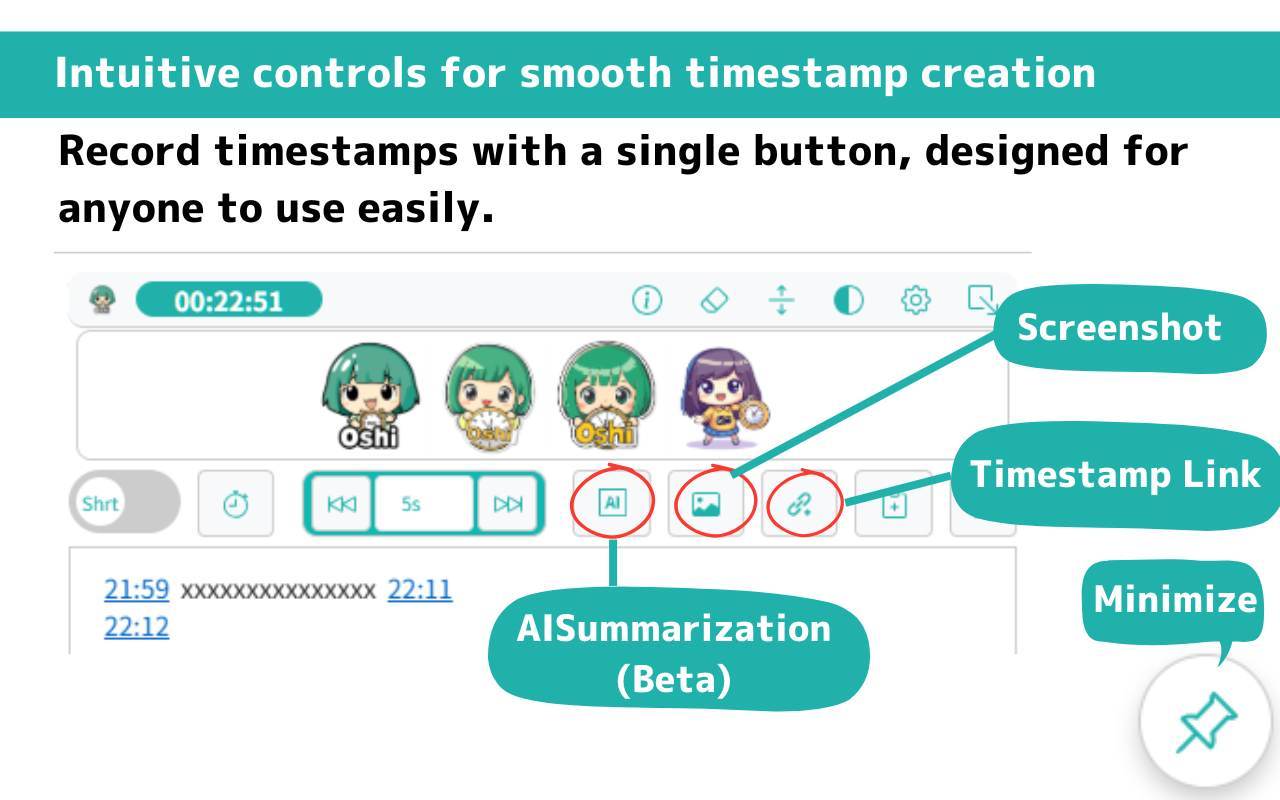 Intuitive controls for smooth timestamp creation
Record timestamps with a single button, designed for
anyone to use easily.
00:22:51
Screenshot
Oshi
Oshi
Oshi
Timestamp Link
Shrt
5s
AI
21:59 xxxxxxxxxxxxxxx 22:11
22:12
Minimize
AISummarization
(Beta)